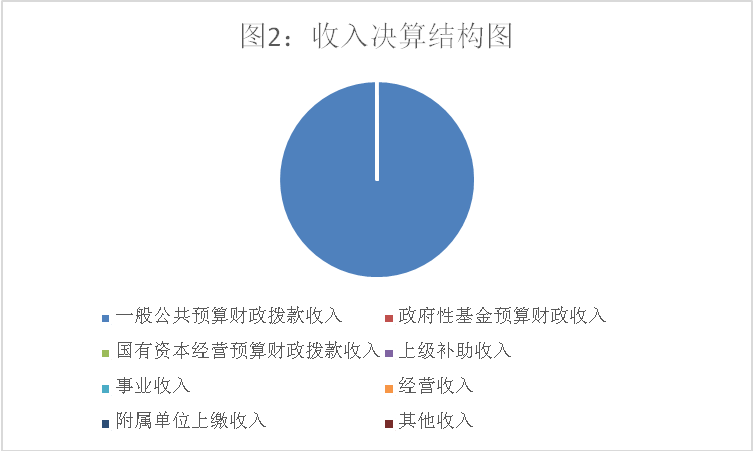 图2：收入决算结构图
一般公共预算财政拨款收入
政府性基金预算财政收入
国有资本经营预算财政拨款收入
上级补助收入
事业收入
经营收入
附属单位上缴收入
其他收入